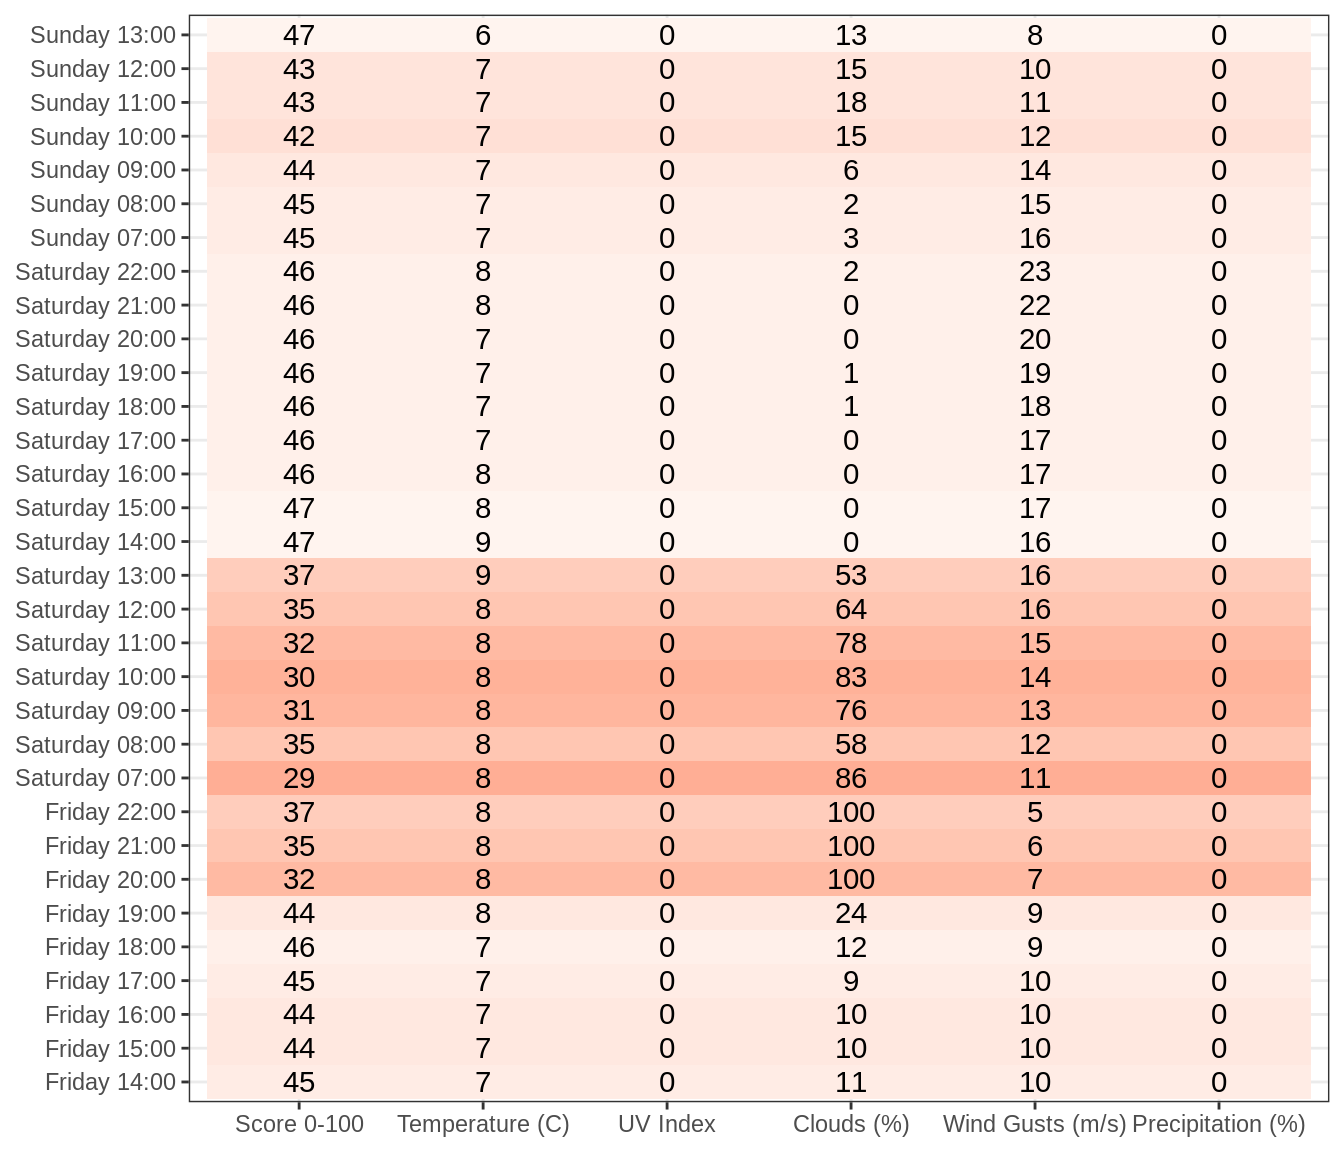 Sunday 13:00 47 6 0 13 8 0
Sunday 12:00 43 7 0 15 10 0
Sunday 11:00 43 7 0 18 11 0
Sunday 10:00 42 7 0 15 12 0
Sunday 09:00 44 7 0 6 14 0
Sunday 08:00 45 7 0 2 15 0
Sunday 07:00 45 7 0 3 16 0
Saturday 22:00 46 8 0 2 23 0
Saturday 21:00 46 8 0 0 22 0
Saturday 20:00 46 7 0 0 20 0
Saturday 19:00 46 7 0 1 19 0
Saturday 18:00 46 7 0 1 18 0
Saturday 17:00 46 7 0 0 17 0
Saturday 16:00 46 8 0 0 17 0
Saturday 15:00 47 8 0 0 17 0
Saturday 14:00 47 9 0 0 16 0
Saturday 13:00 37 9 0 53 16 0
Saturday 12:00 35 8 0 64 16 0
Saturday 11:00 32 8 0 78 15 0
Saturday 10:00 30 8 0 83 14 0
Saturday 09:00 31 8 0 76 13 0
Saturday 08:00 35 8 0 58 12 0
Saturday 07:00 29 8 0 86 11 0
Friday 22:00 37 8 0 100 5 0
Friday 21:00 35 8 0 100 6 0
Friday 20:00 32 8 0 100 7 0
Friday 19:00 44 8 0 24 9 0
Friday 18:00 46 7 0 12 9 0
Friday 17:00 45 7 0 9 10 0
Friday 16:00 44 7 0 10 10 0
Friday 15:00 44 7 0 10 10 0
Friday 14:00 45 7 0 11 10 0
Score 0-100 Temperature (C) UV Index Clouds (%) Wind Gusts (m/s) Precipitation (%)